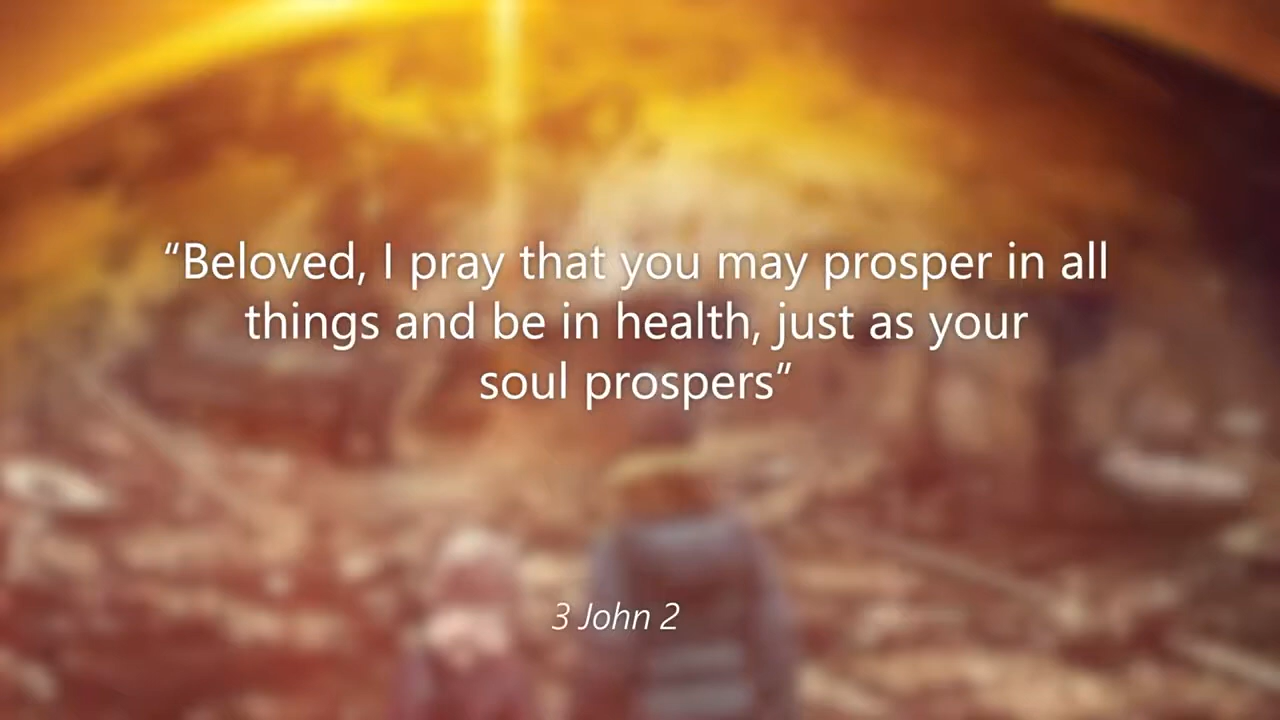 “Beloved, I pray that you may prosper in all
things and be in health, just as your
soul prospers”
3 John 2